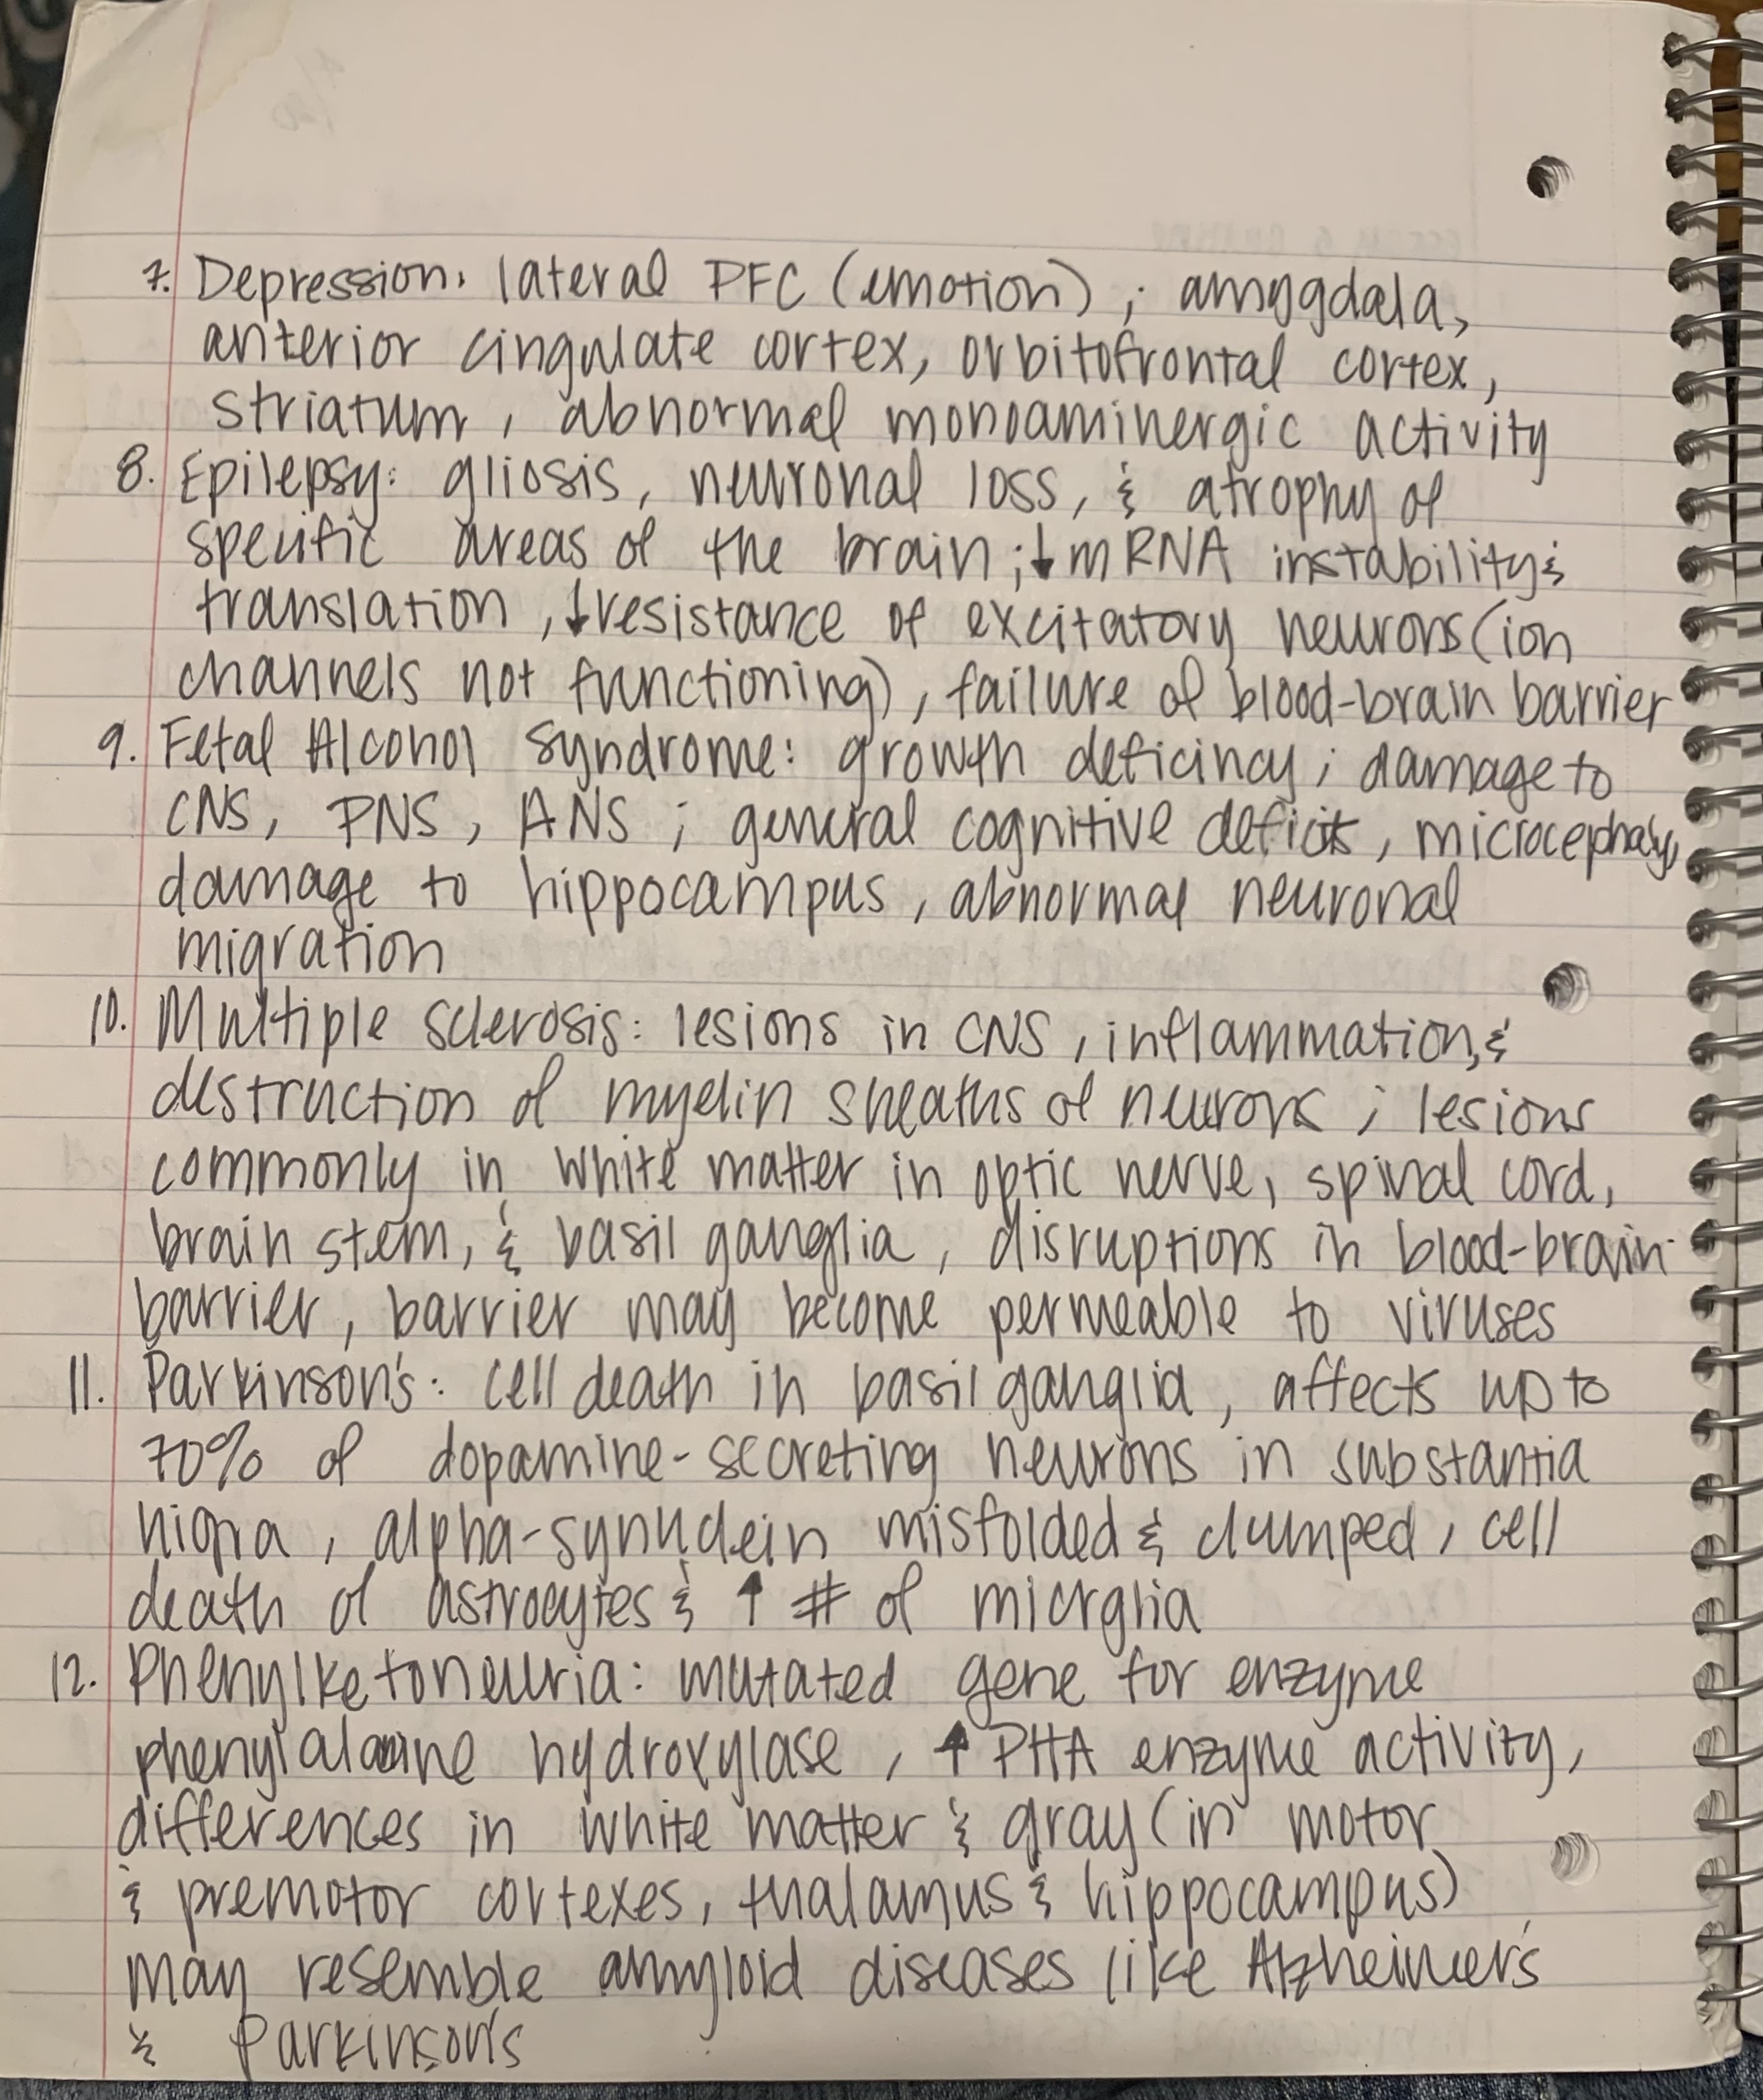 7. Depression: lateral PFC (emotion); amygdala,
anterior cingulate cortex, orbitofrontal cortex,
striatum, abnormal monoaminergic activity
8. Epilepsy: gliosis, neuronal loss, & atrophy of
specific areas of the brain; ↓ mRNA instability &
translation, ↓ resistance of excitatory neurons (ion
channels not functioning), failure of blood-brain barrier
9. Fetal Alcohol Syndrome: growth deficincy; damage to
CNS, PNS, ANS; general cognitive deficits, microcephaly,
damage to hippocampus, abnormal neuronal
migration
10. Multiple sclerosis: lesions in CNS, inflammation, &
destruction of myelin sheaths of neurons; lesions
commonly in white matter in optic nerve, spinal cord,
brain stem, & basil ganglia, disruptions in blood-brain-
barrier, barrier may become permeable to viruses
11. Parkinson's: cell death in basil ganglia, affects up to
70% of dopamine-secreting neurons in substantia
nigra, alpha-synuclein misfolded & clumped, cell
death of astrocytes & ↑ # of micrglia
12. Phenylketoneuria: mutated gene for enzyme
phenylalanine hydroxylase, ↑ PHA enzyme activity,
differences in white matter & gray (in motor
& premotor cortexes, thalamus & hippocampus)
may resemble amyloid diseases like Alzheimer's
& Parkinson's